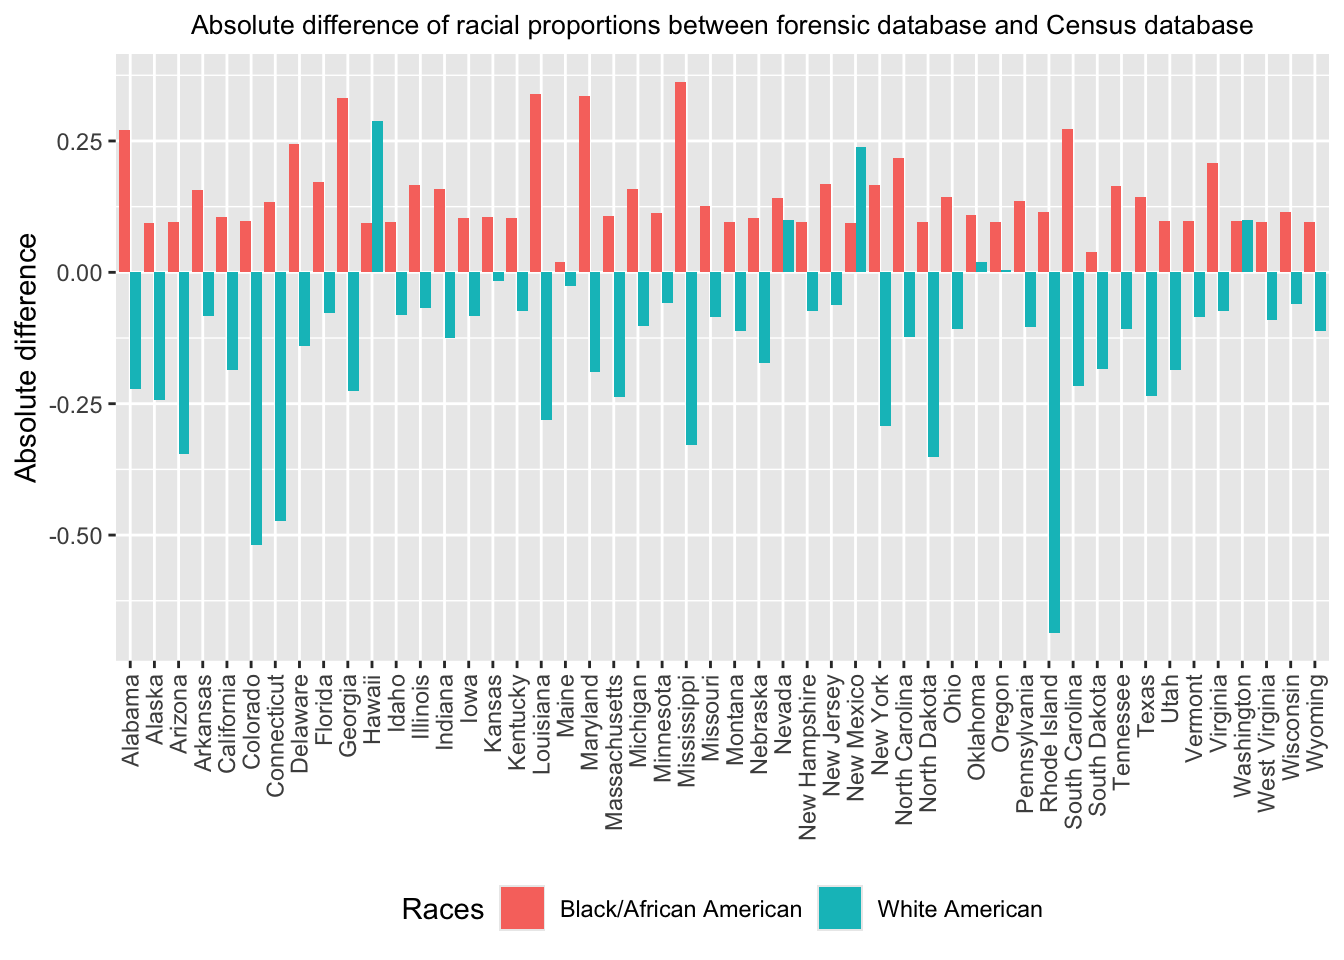 Absolute difference of racial proportions between forensic database and Census database
Absolute difference
0.25
0.00
-0.25
-0.50
Alabama
Alaska
Arizona
Arkansas
California
Colorado
Connecticut
Delaware
Florida
Georgia
Hawaii
Idaho
Illinois
Indiana
Iowa
Kansas
Kentucky
Louisiana
Maine
Maryland
Massachusetts
Michigan
Minnesota
Mississippi
Missouri
Montana
Nebraska
Nevada
New Hampshire
New Jersey
New Mexico
New York
North Carolina
North Dakota
Ohio
Oklahoma
Oregon
Pennsylvania
Rhode Island
South Carolina
South Dakota
Tennessee
Texas
Utah
Vermont
Virginia
Washington
West Virginia
Wisconsin
Wyoming
Races
Black/African American
White American